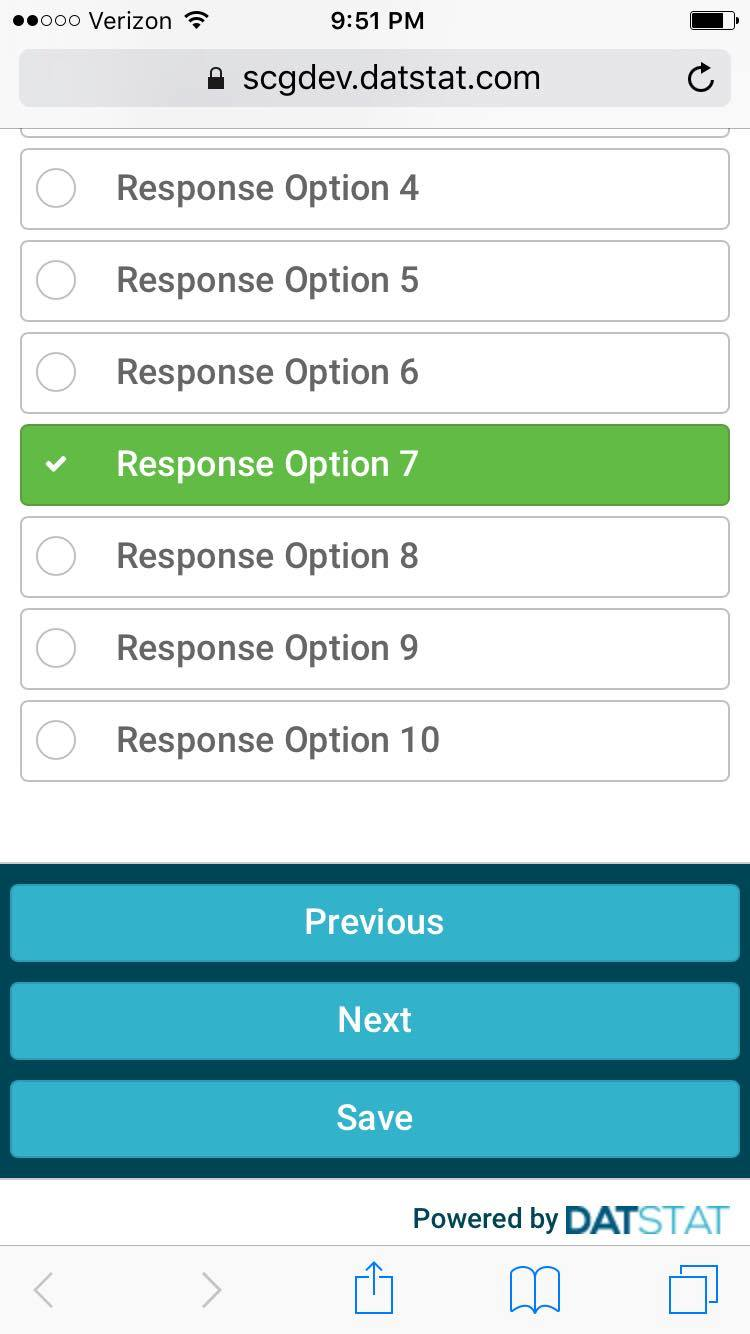 Verizon 9:51 PM
scgdev.datstat.com
Response Option 4
Response Option 5
Response Option 6
Response Option 7
Response Option 8
Response Option 9
Response Option 10
Previous
Next
Save
Powered by DATSTAT